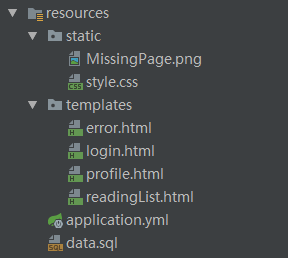 resources
static
MissingPage.png
style.css
templates
error.html
login.html
profile.html
readingList.html
application.yml
data.sql